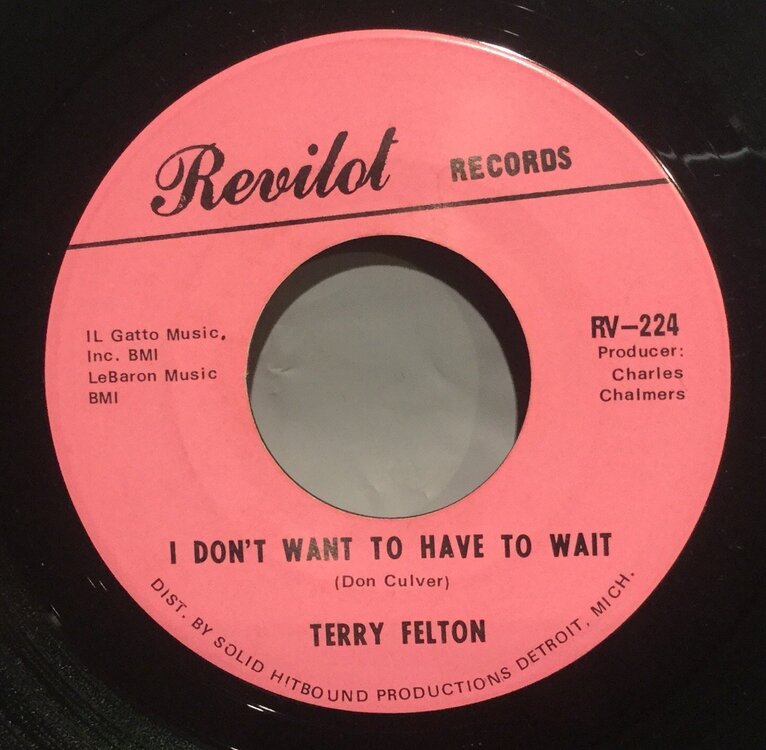 Revilot RECORDS
IL Gatto Music,
Inc. BMI
LeBaron Music
BMI
RV-224
Producer:
Charles
Chalmers
I DON'T WANT TO HAVE TO WAIT
(Don Culver)
TERRY FELTON
DIST. BY SOLID HITBOUND PRODUCTIONS DETROIT, MICH.